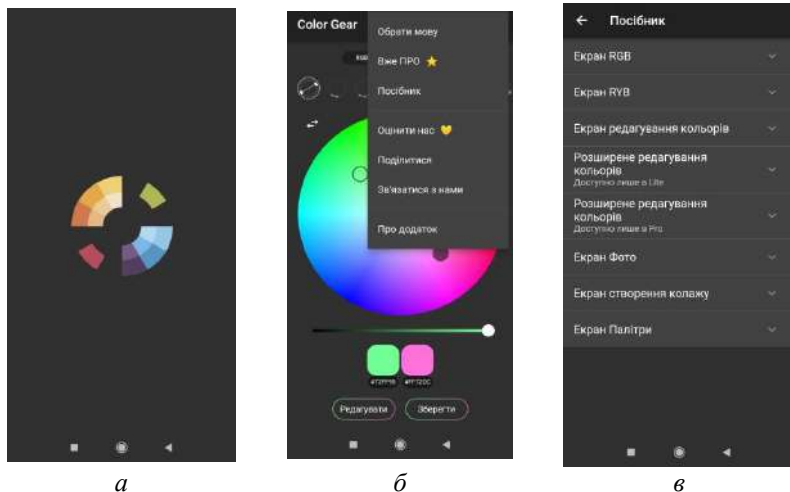 Color Gear
RGB
Обрати мову
Вже ПРО ⭐
Посібник
Оцінити нас 💛
Поділитися
Зв'язатися з нами
Про додаток
Редагувати
Зберегти
Посібник
Екран RGB
Екран RYB
Екран редагування кольорів
Розширене редагування
кольорів
Доступно лише в Lite
Розширене редагування
кольорів
Доступно лише в Pro
Екран Фото
Екран створення колажу
Екран Палітри
а
б
в